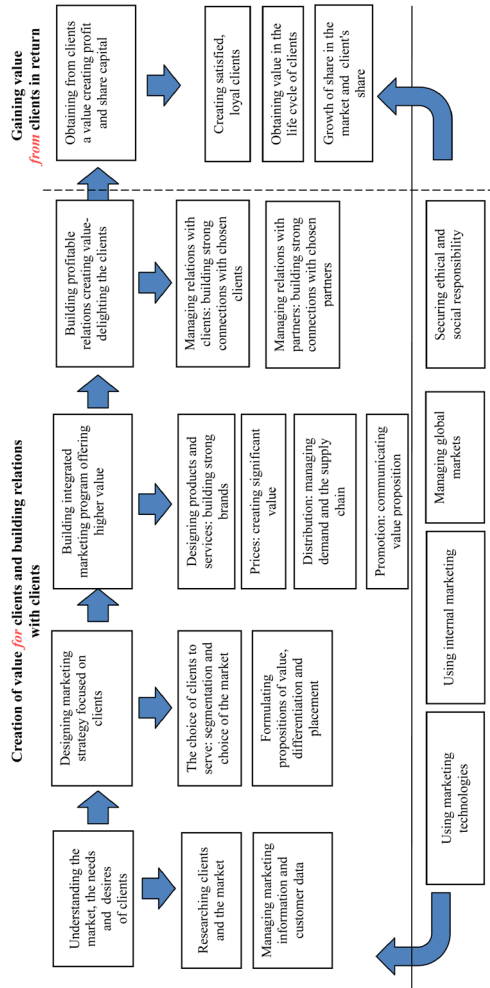 Creation of value for clients and building relations
with clients
Gaining value
from clients in return
Understanding the
market, the needs
and desires
of clients
Designing marketing
strategy focused on
clients
Building integrated
marketing program offering
higher value
Building profitable
relations creating value-
delighting the clients
Obtaining from clients
a value creating profit
and share capital
Researching clients
and the market
Managing marketing
information and
customer data
The choice of clients to
serve: segmentation and
choice of the market
Formulating
propositions of value,
differentiation and
placement
Designing products and
services: building strong
brands
Prices: creating significant
value
Distribution: managing
demand and the supply
chain
Promotion: communicating
value proposition
Managing relations with
clients: building strong
connections with chosen
clients
Managing relations with
partners: building strong
connections with chosen
partners
Creating satisfied,
loyal clients
Obtaining value in the
life cycle of clients
Growth of share in the
market and client's
share
Using marketing
technologies
Using internal marketing
Managing global
markets
Securing ethical and
social responsibility